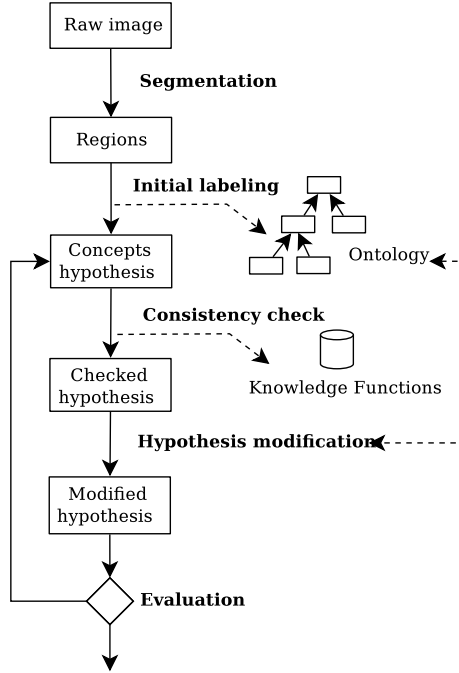 Raw image
Segmentation
Regions
Initial labeling
Concepts
hypothesis
Ontology
Consistency check
Checked
hypothesis
Knowledge Functions
Hypothesis modification
Modified
hypothesis
Evaluation